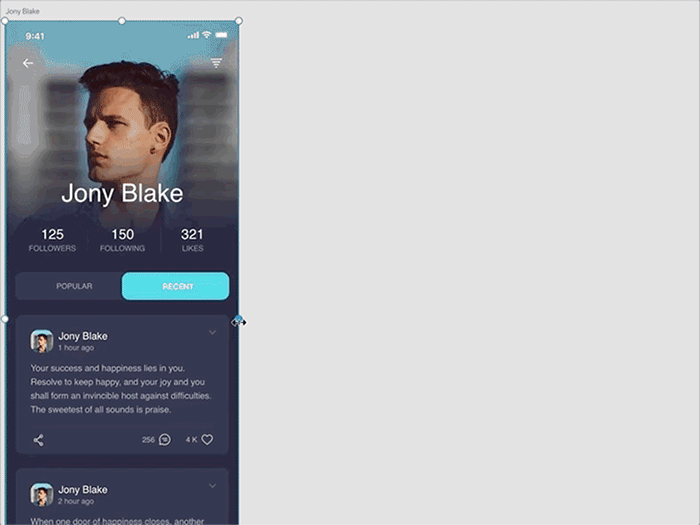 Jony Blake
9:41
Jony Blake
125 150 321
FOLLOWERS FOLLOWING LIKES
POPULAR RECENT
Jony Blake
1 hour ago
Your success and happiness lies in you.
Resolve to keep happy, and your joy and you
shall form an invincible host against difficulties.
The sweetest of all sounds is praise.
256 4 K
Jony Blake
2 hour ago
When one door of happiness closes, another